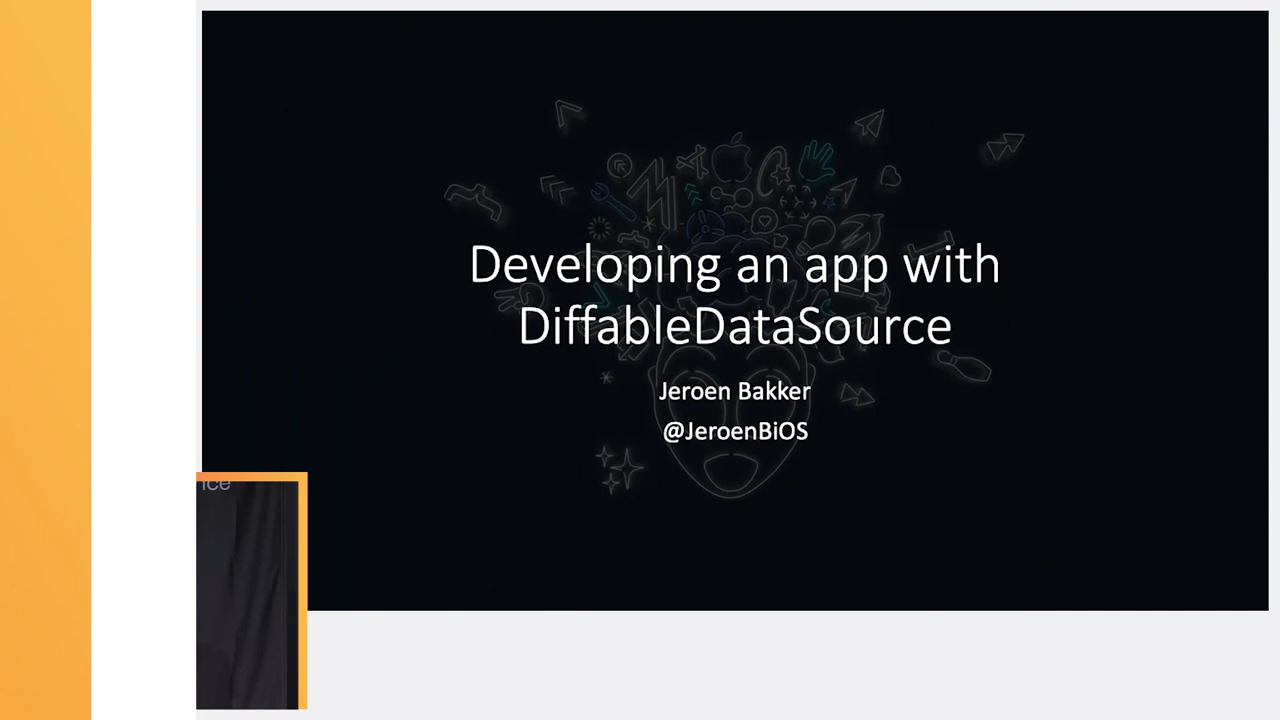 Developing an app with
DiffableDataSource
Jeroen Bakker
@JeroenBiOS